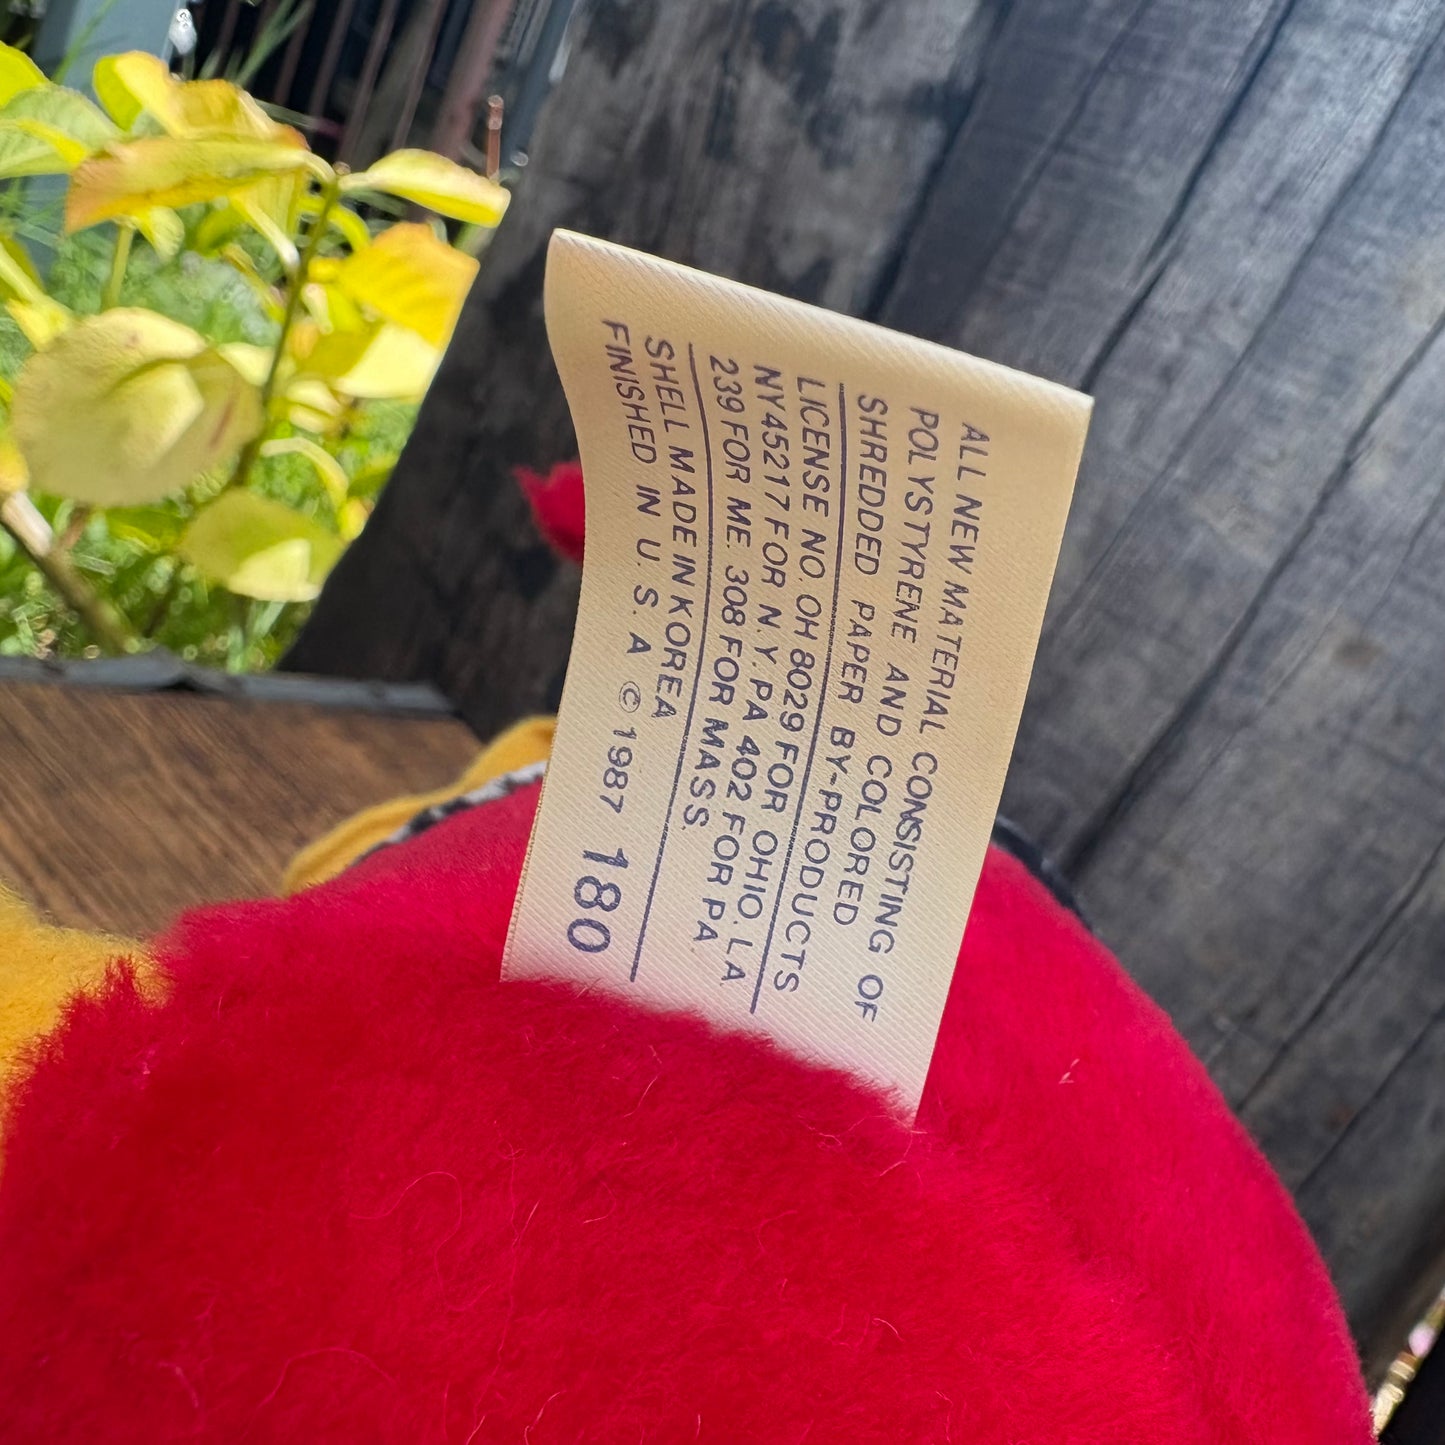 ALL NEW MATERIAL CONSISTING OF
POLYSTYRENE AND COLORED
SHREDDED PAPER BY-PRODUCTS
LICENSE NO. OH 8029 FOR OHIO, LA.
NY45217 FOR N.Y. PA 402 FOR PA.
239 FOR ME. 308 FOR MASS.
SHELL MADE IN KOREA
FINISHED IN U. S. A © 1987 180